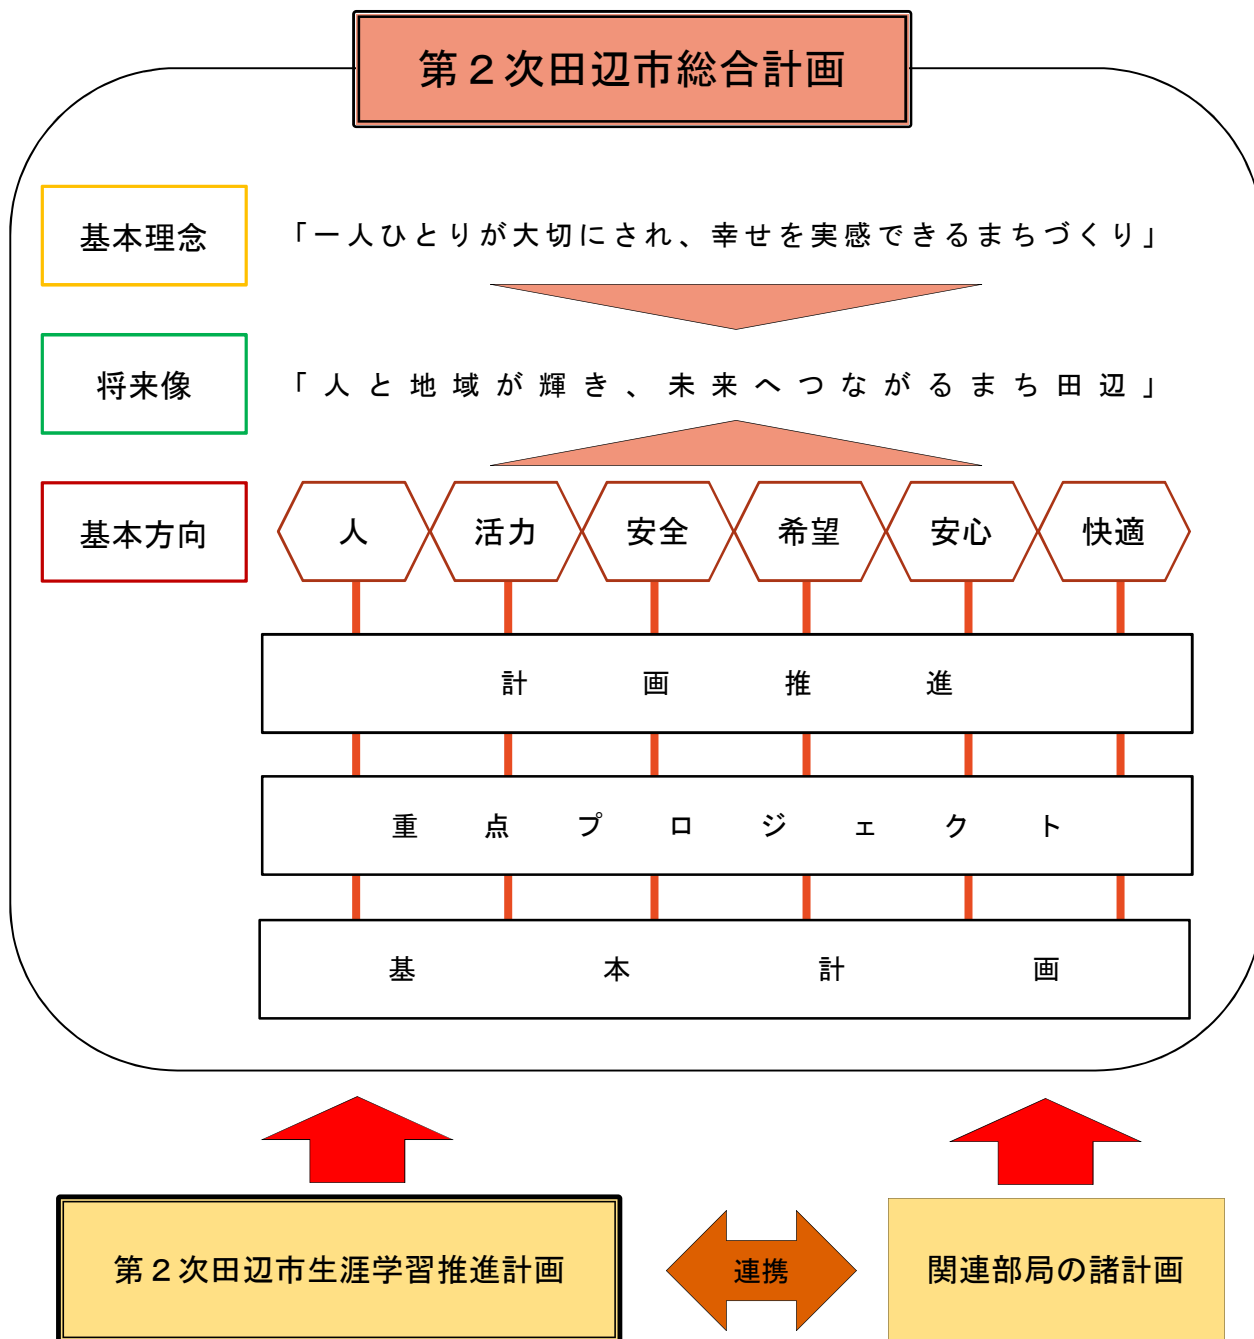 第２次田辺市総合計画
基本理念
「一人ひとりが大切にされ、幸せを実感できるまちづくり」
将来像
「人と地域が輝き、未来へつながるまち田辺」
基本方向
人
活力
安全
希望
安心
快適
計画推進
重点プロジェクト
基本計画
第２次田辺市生涯学習推進計画
連携
関連部局の諸計画